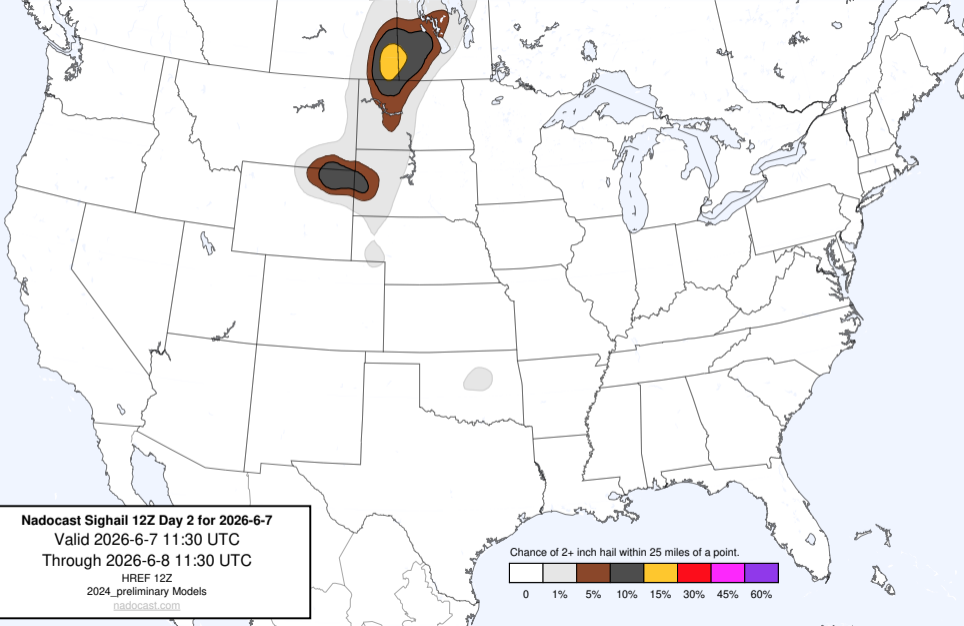 Nadocast Sighail 12Z Day 2 for 2026-6-7
Valid 2026-6-7 11:30 UTC
Through 2026-6-8 11:30 UTC
HREF 12Z
2024_preliminary Models
nadocast.com
Chance of 2+ inch hail within 25 miles of a point.
0 1% 5% 10% 15% 30% 45% 60%